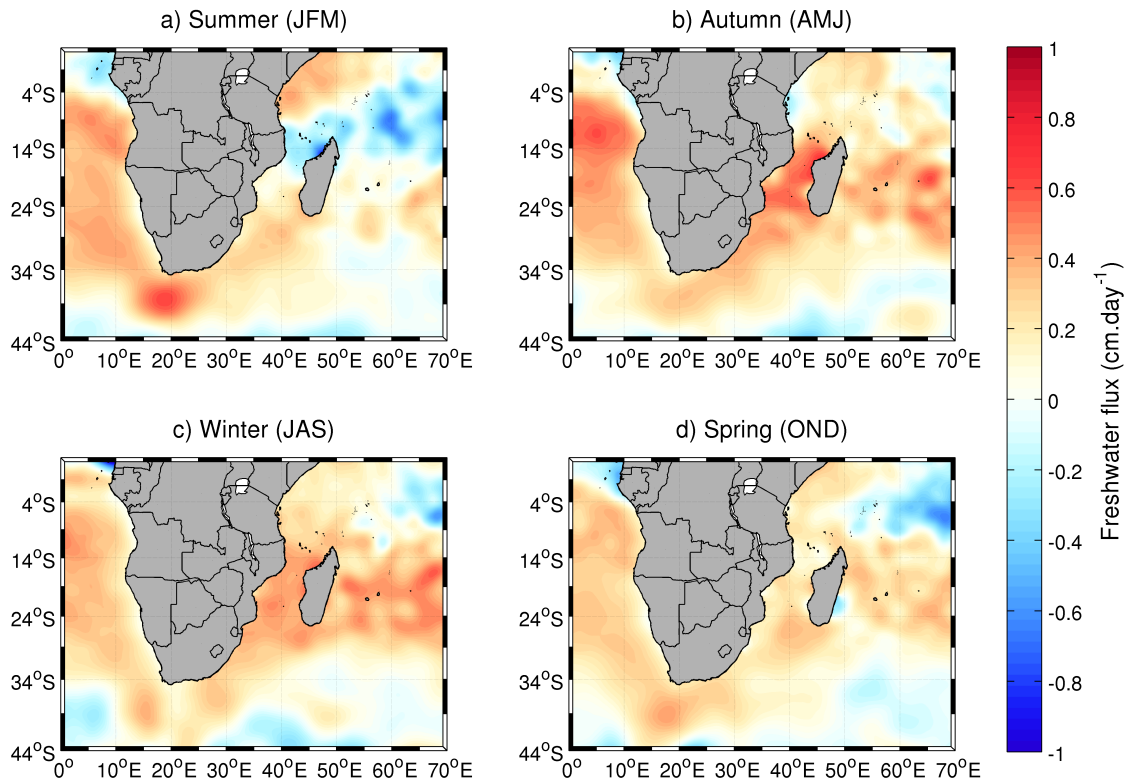 a) Summer (JFM)
b) Autumn (AMJ)
4°S
14°S
24°S
34°S
44°S
0° 10°E 20°E 30°E 40°E 50°E 60°E 70°E
4°S
14°S
24°S
34°S
44°S
0° 10°E 20°E 30°E 40°E 50°E 60°E 70°E
c) Winter (JAS)
d) Spring (OND)
4°S
14°S
24°S
34°S
44°S
0° 10°E 20°E 30°E 40°E 50°E 60°E 70°E
4°S
14°S
24°S
34°S
44°S
0° 10°E 20°E 30°E 40°E 50°E 60°E 70°E
1
0.8
0.6
0.4
0.2
0
-0.2
-0.4
-0.6
-0.8
-1
Freshwater flux (cm.day⁻¹)